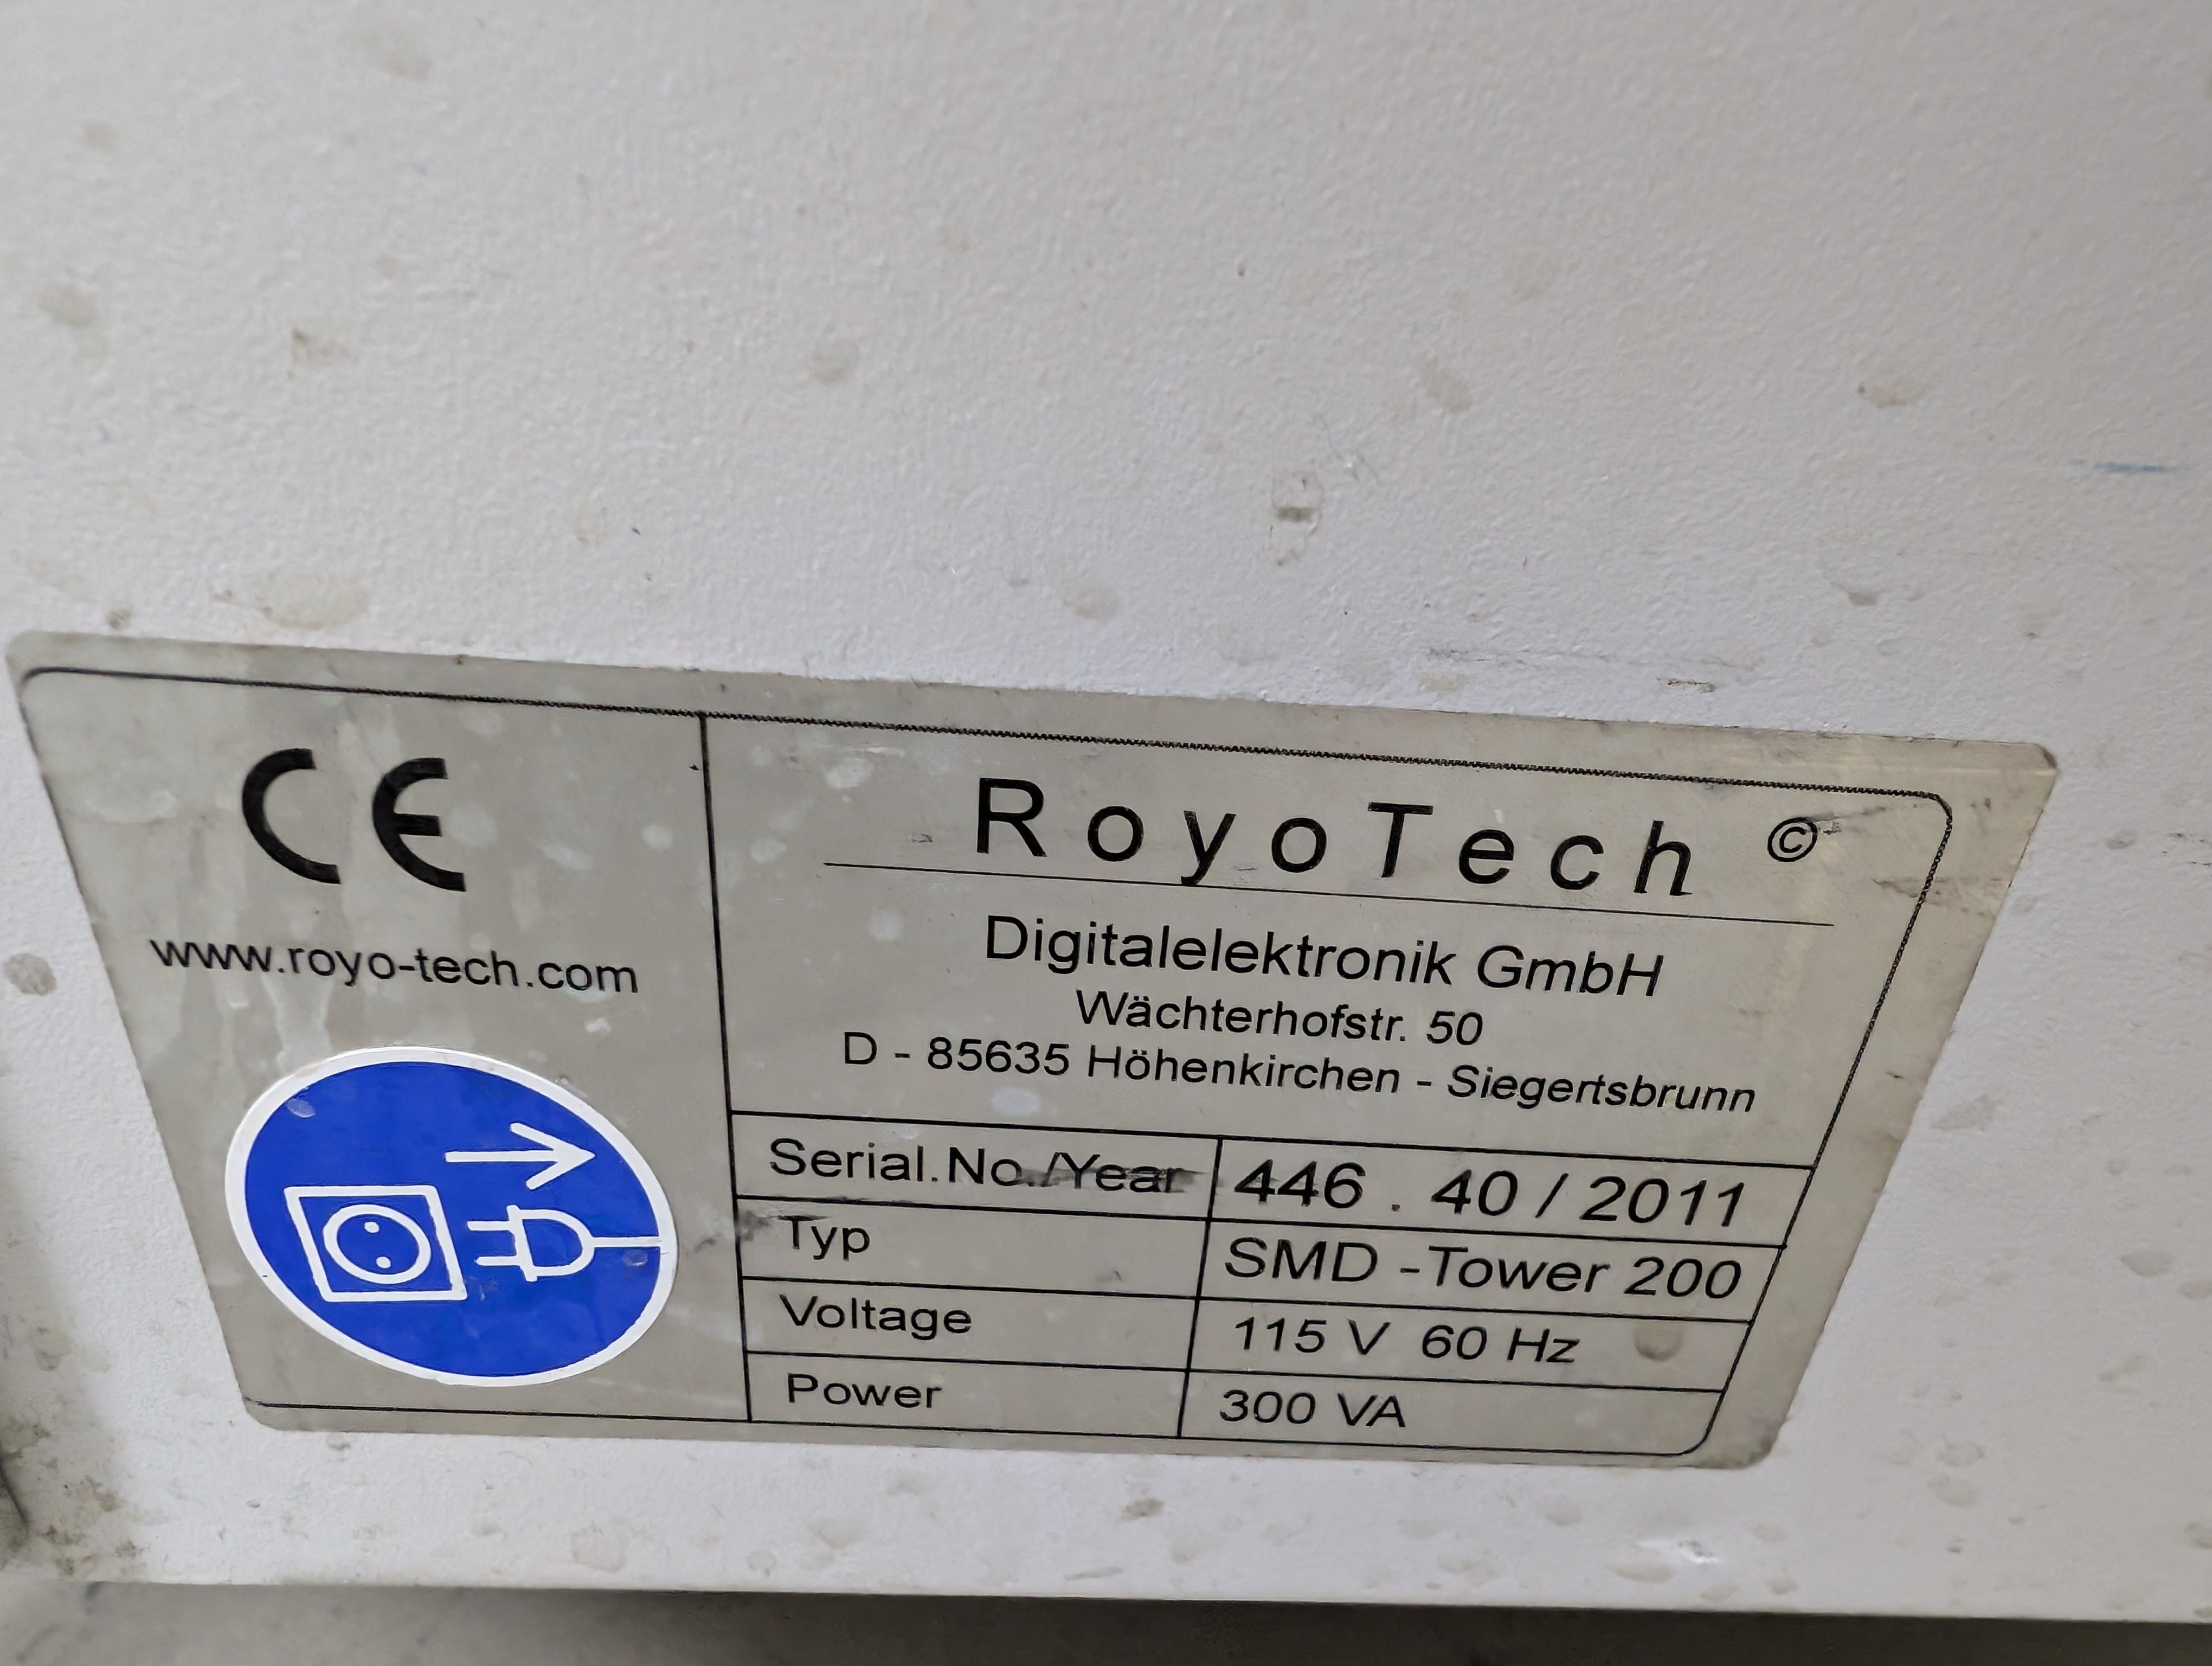 CE
www.royo-tech.com
RoyoTech ©
Digitalelektronik GmbH
Wächterhofstr. 50
D - 85635 Höhenkirchen - Siegertsbrunn
Serial.No./Year 446 . 40 / 2011
Typ SMD -Tower 200
Voltage 115 V 60 Hz
Power 300 VA